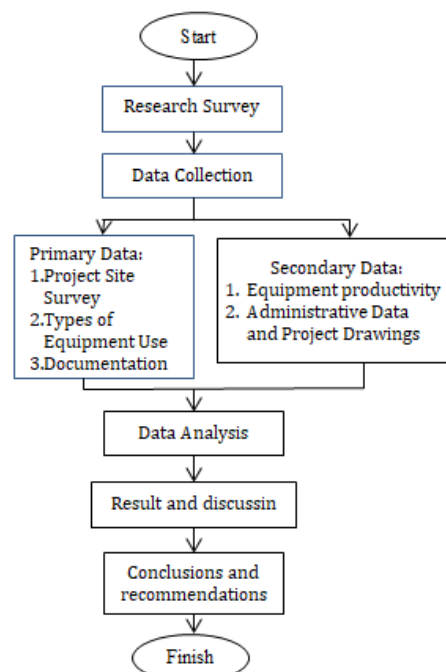 Start
Research Survey
Data Collection
Primary Data:
1.Project Site
Survey
2.Types of
Equipment Use
3.Documentation
Secondary Data:
1. Equipment productivity
2. Administrative Data
and Project Drawings
Data Analysis
Result and discussin
Conclusions and
recommendations
Finish